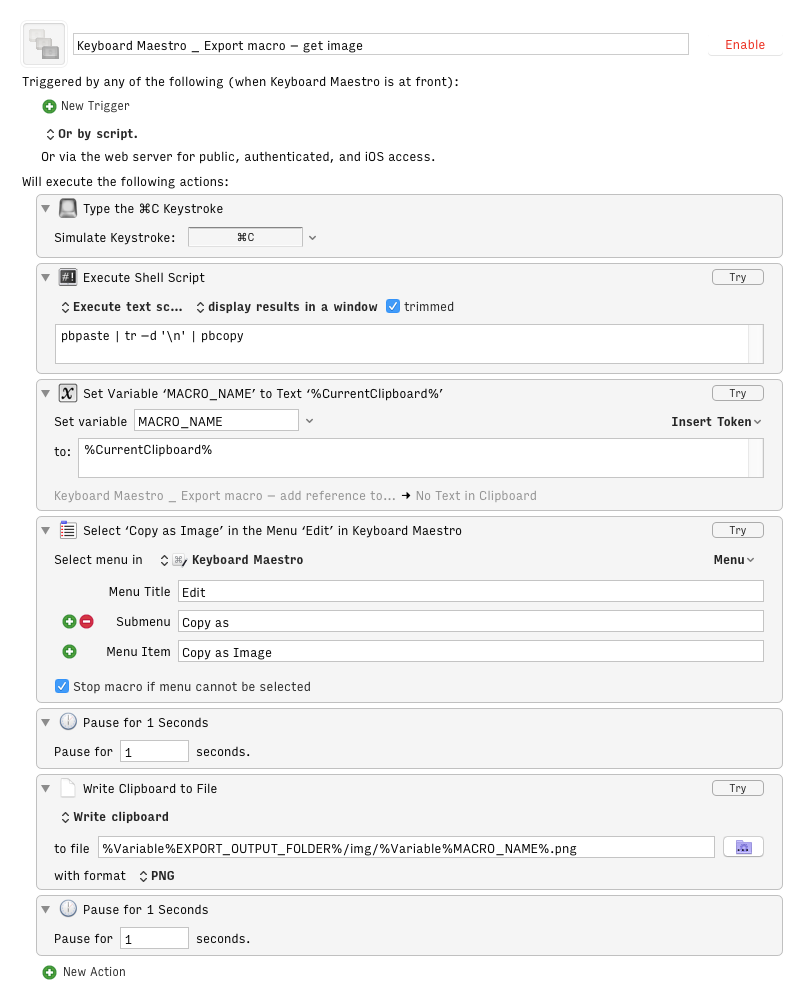 Keyboard Maestro _ Export macro – get image
Enable
Triggered by any of the following (when Keyboard Maestro is at front):
New Trigger
Or by script.
Or via the web server for public, authenticated, and iOS access.
Will execute the following actions:
Type the ⌘C Keystroke
Simulate Keystroke: ⌘C
#! Execute Shell Script Try
Execute text sc... display results in a window trimmed
pbpaste | tr –d '\n' | pbcopy
X Set Variable ‘MACRO_NAME’ to Text ‘%CurrentClipboard%’ Try
Set variable MACRO_NAME Insert Token
to: %CurrentClipboard%
Keyboard Maestro _ Export macro – add reference to... → No Text in Clipboard
Select ‘Copy as Image’ in the Menu ‘Edit’ in Keyboard Maestro Try
Select menu in Keyboard Maestro Menu
Menu Title Edit
Submenu Copy as
Menu Item Copy as Image
Stop macro if menu cannot be selected
Pause for 1 Seconds
Pause for 1 seconds.
Write Clipboard to File Try
Write clipboard
to file %Variable%EXPORT_OUTPUT_FOLDER%/img/%Variable%MACRO_NAME%.png
with format PNG
Pause for 1 Seconds
Pause for 1 seconds.
New Action